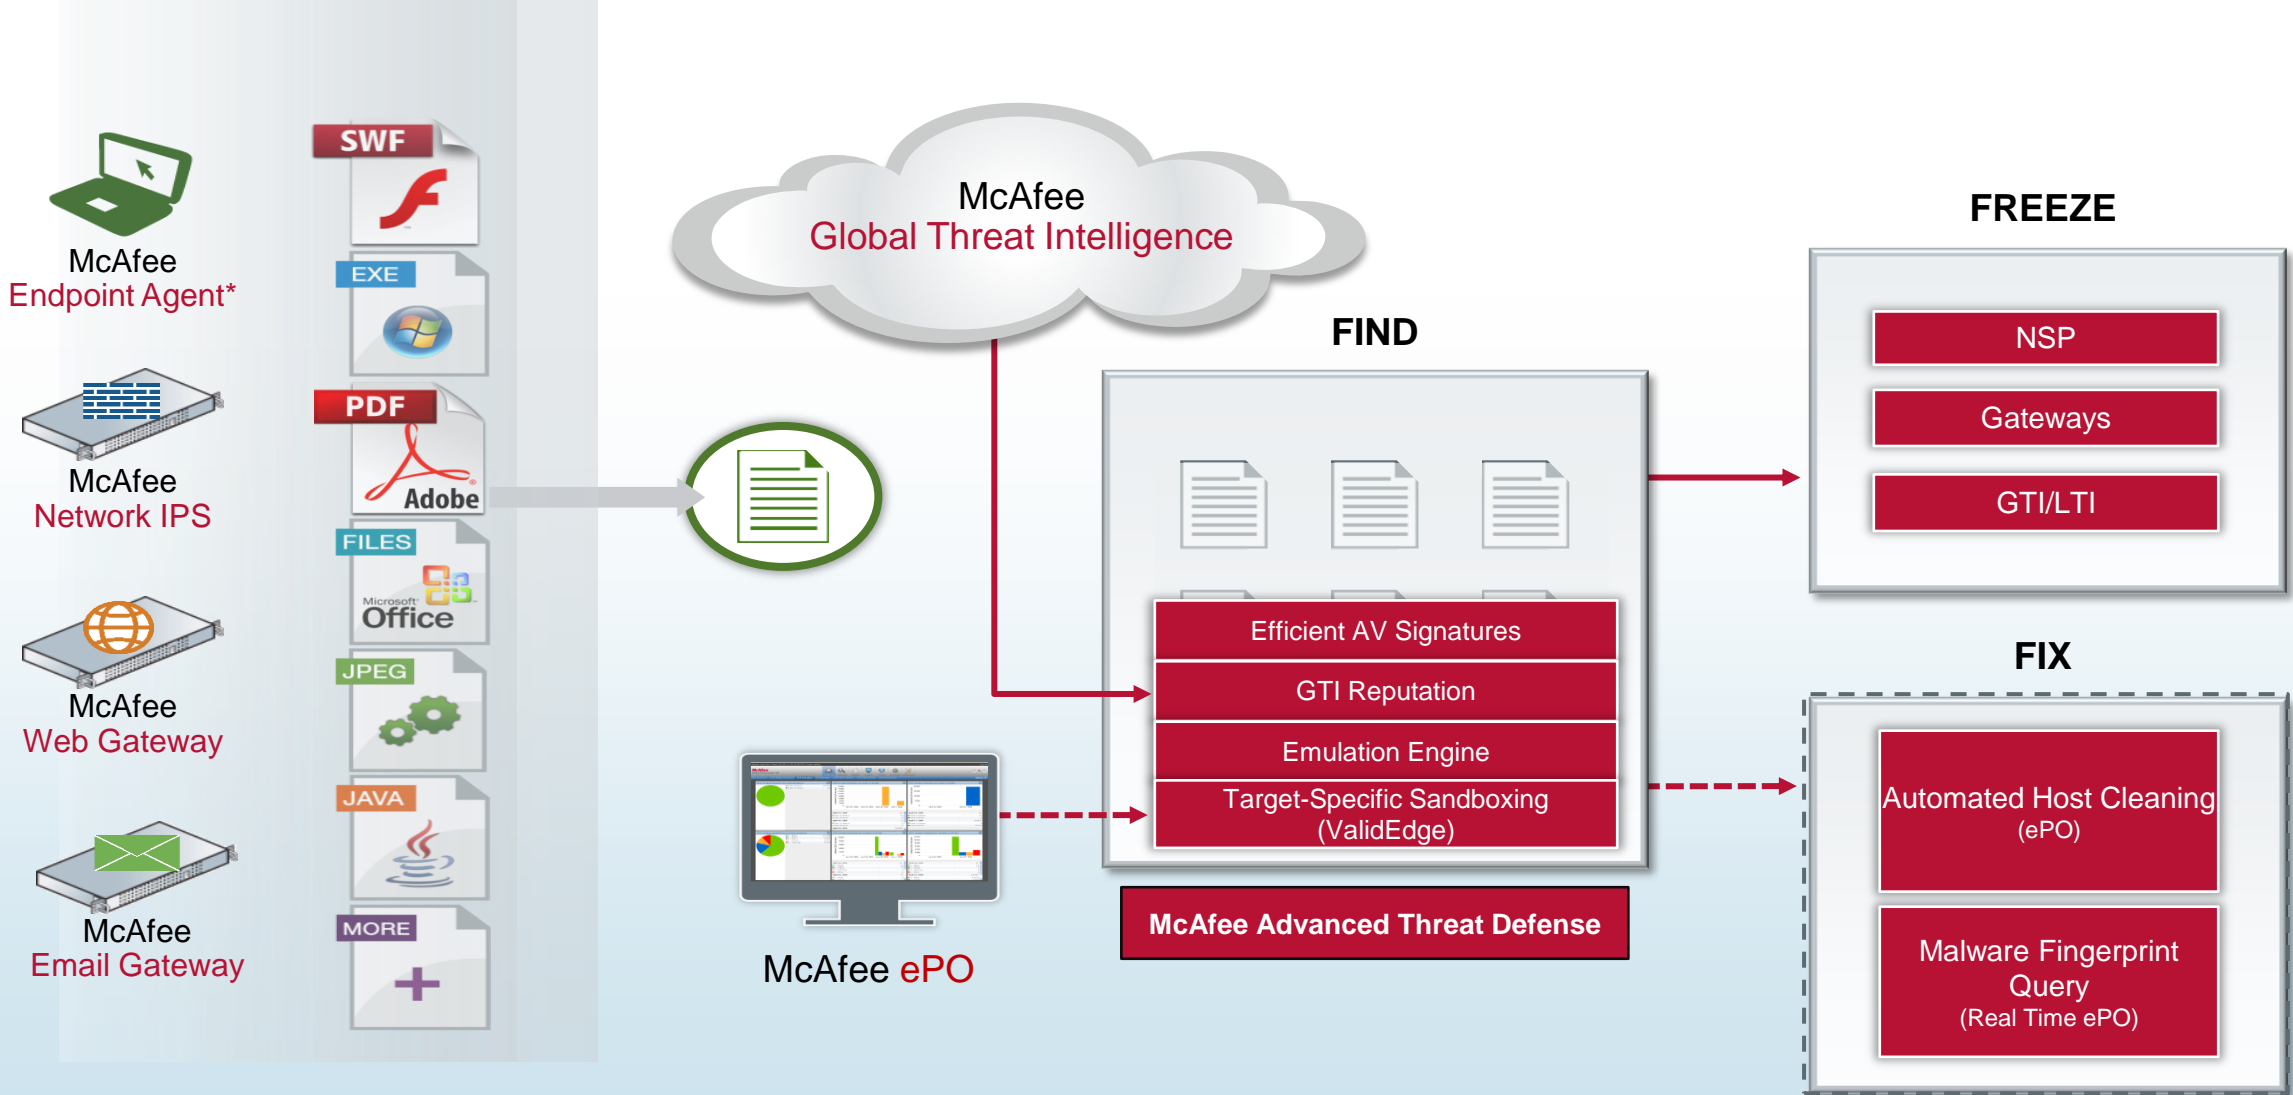 McAfee
Endpoint Agent*
McAfee
Network IPS
McAfee
Web Gateway
McAfee
Email Gateway
SWF
EXE
PDF
Adobe
FILES
Microsoft
Office
JPEG
JAVA
MORE
McAfee
Global Threat Intelligence
McAfee ePO
FIND
Efficient AV Signatures
GTI Reputation
Emulation Engine
Target-Specific Sandboxing
(ValidEdge)
McAfee Advanced Threat Defense
FREEZE
NSP
Gateways
GTI/LTI
FIX
Automated Host Cleaning
(ePO)
Malware Fingerprint
Query
(Real Time ePO)